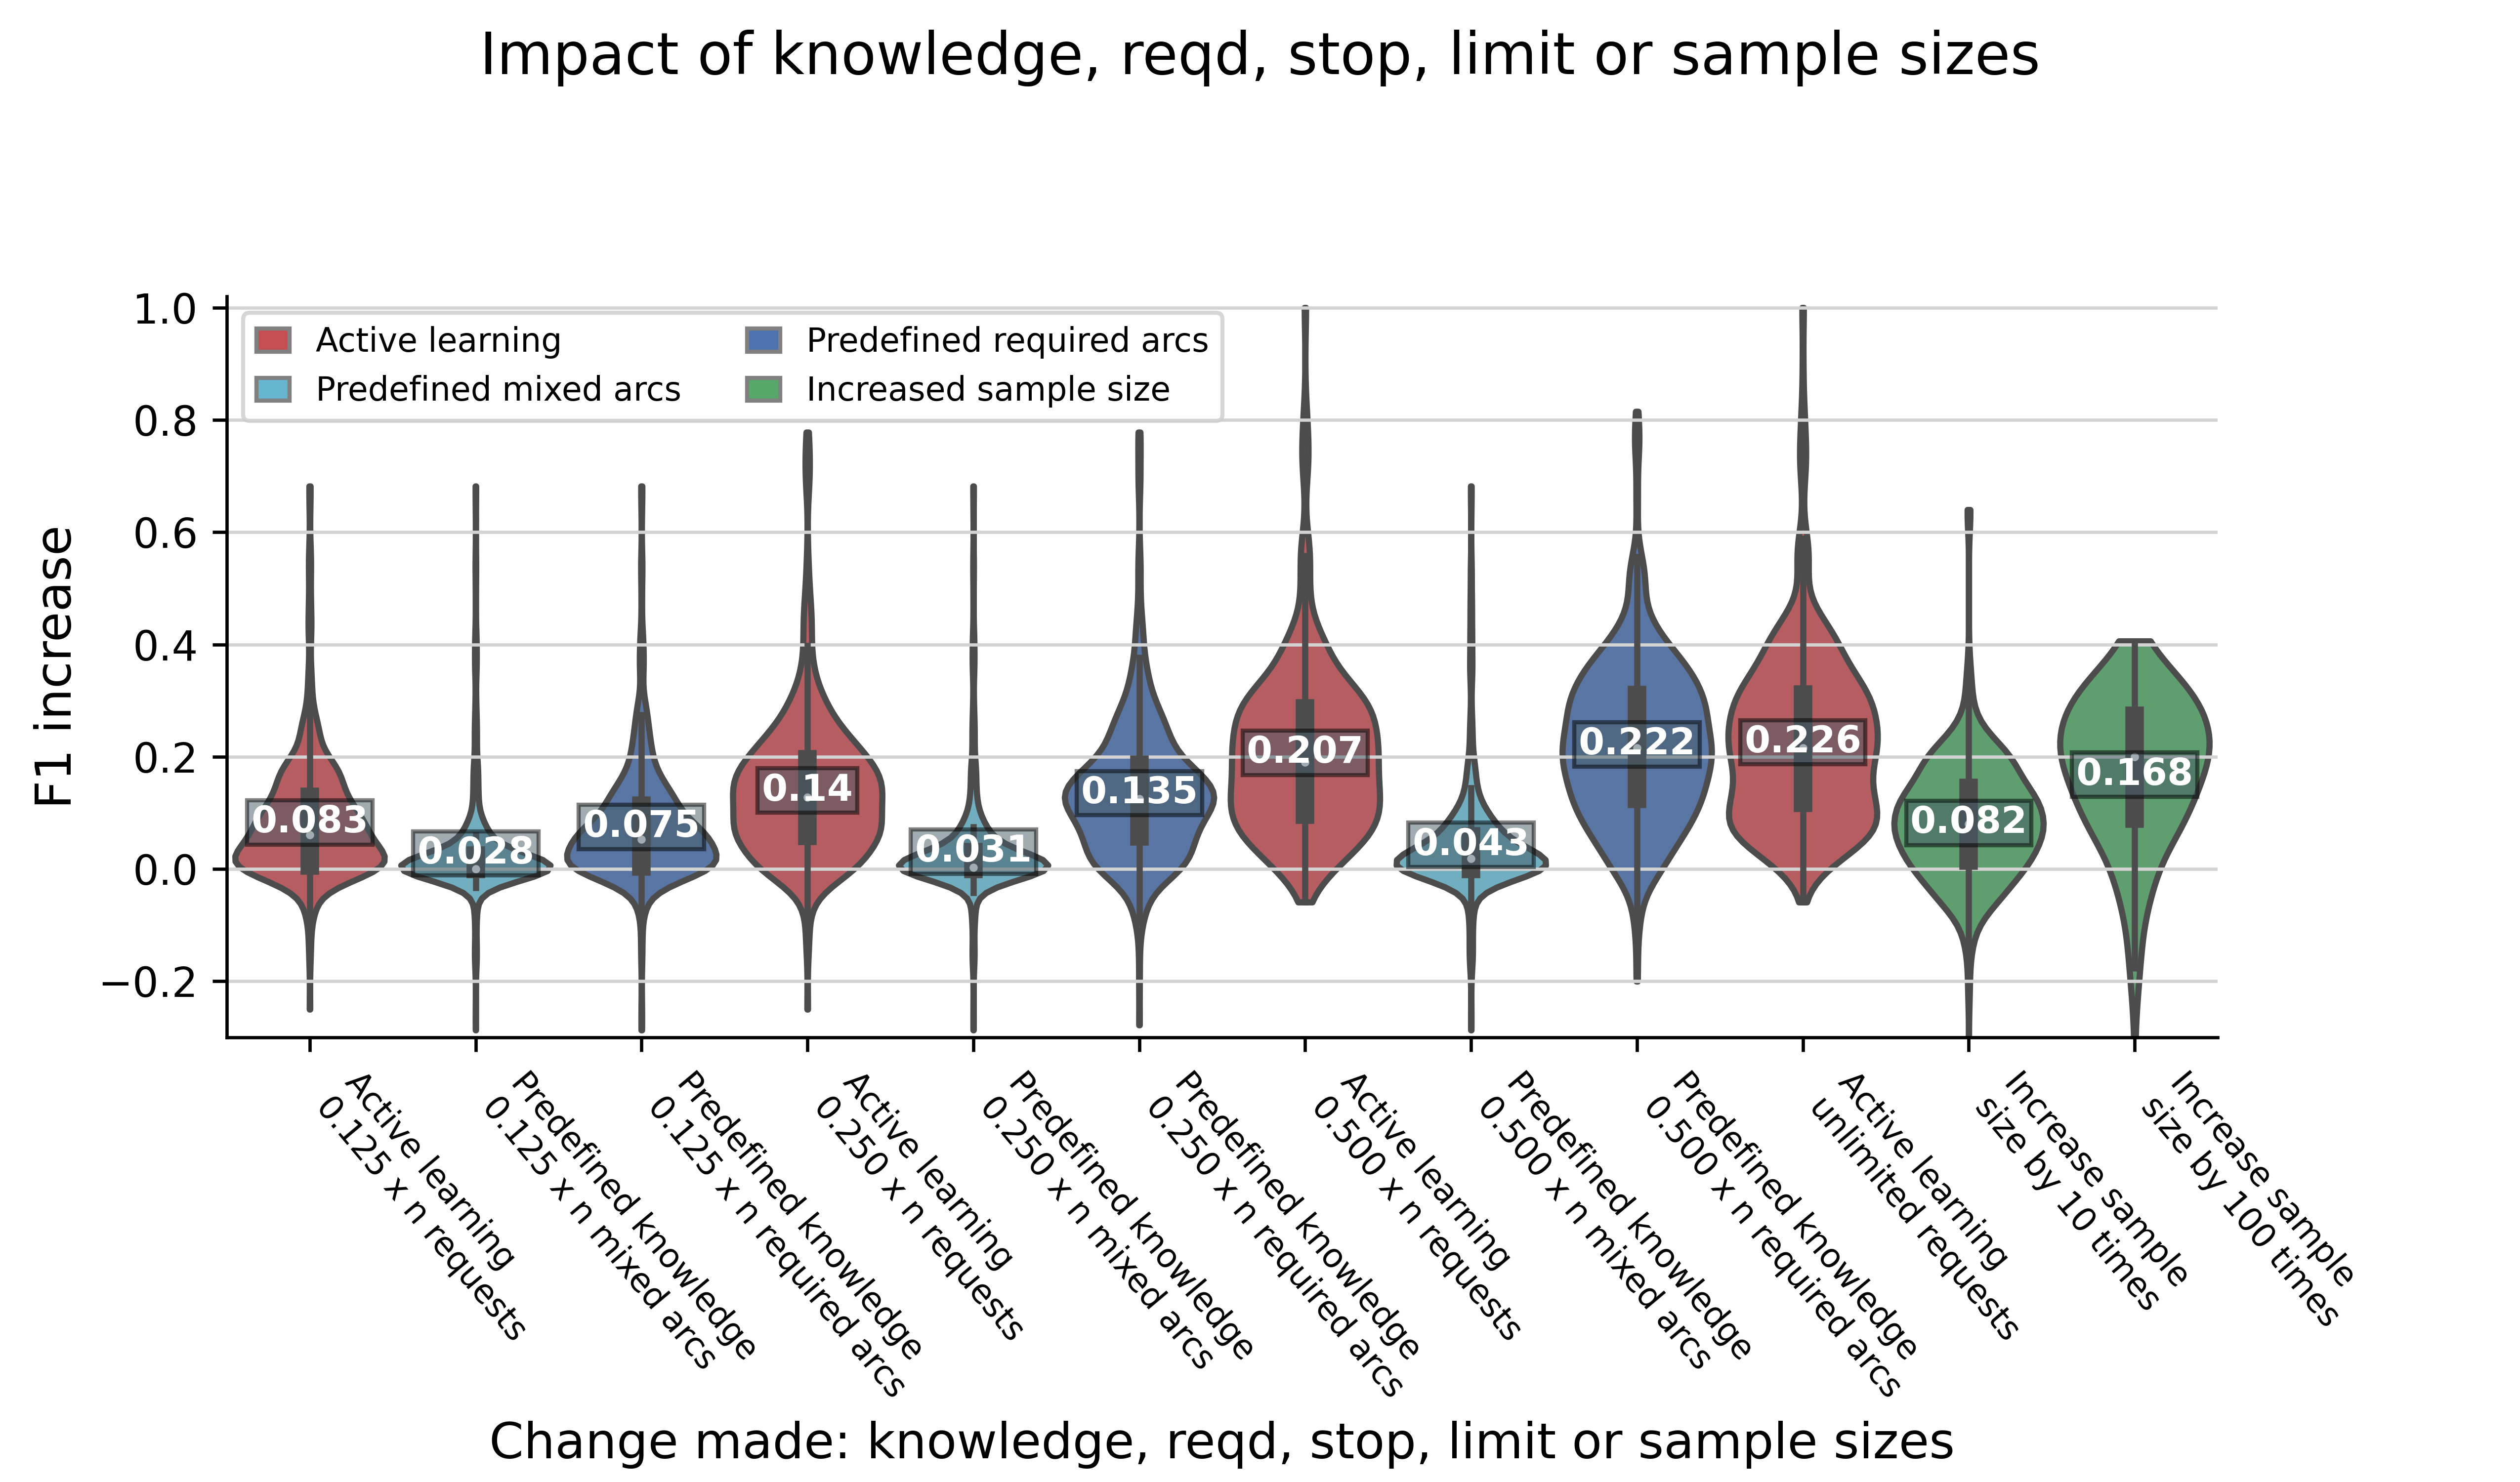 Impact of knowledge, reqd, stop, limit or sample sizes
F1 increase
1.0
0.8
0.6
0.4
0.2
0.0
−0.2
Active learning
Predefined mixed arcs
Predefined required arcs
Increased sample size
0.083
0.028
0.075
0.14
0.031
0.135
0.207
0.043
0.222
0.226
0.082
0.168
Active learning
0.125 x n requests
Predefined knowledge
0.125 x n mixed arcs
Predefined knowledge
0.125 x n required arcs
Active learning
0.250 x n requests
Predefined knowledge
0.250 x n mixed arcs
Predefined knowledge
0.250 x n required arcs
Active learning
0.500 x n requests
Predefined knowledge
0.500 x n mixed arcs
Predefined knowledge
0.500 x n required arcs
Active learning
unlimited requests
Increase sample
size by 10 times
Increase sample
size by 100 times
Change made: knowledge, reqd, stop, limit or sample sizes